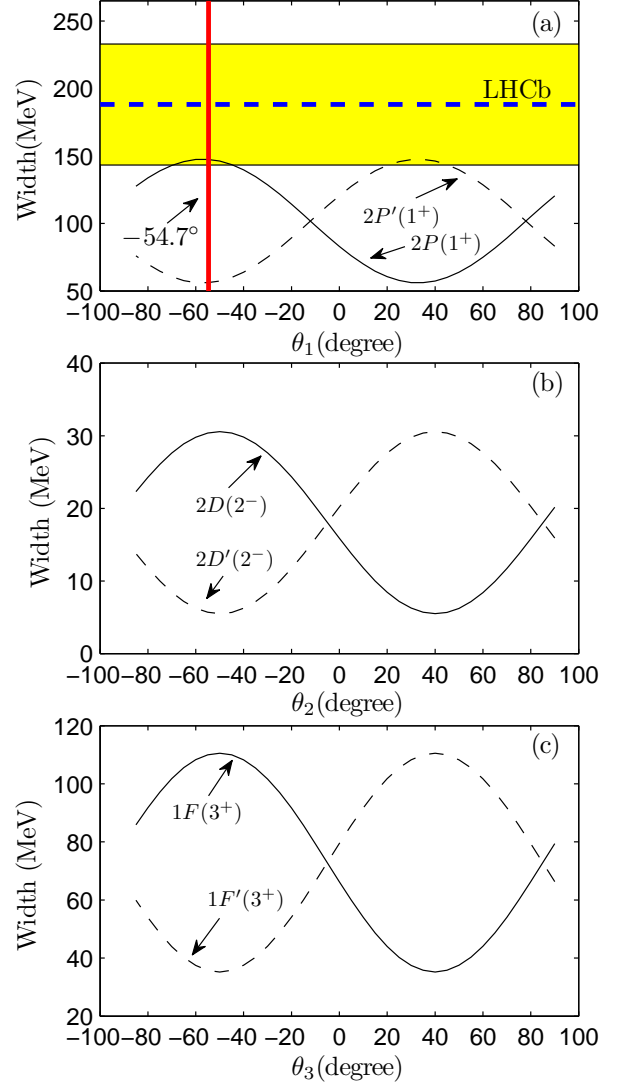 (a)
250
200
150
100
50
Width(MeV)
LHCb
2P′(1⁺)
2P(1⁺)
−54.7°
−100 −80 −60 −40 −20 0 20 40 60 80 100
θ₁(degree)
(b)
40
30
20
10
0
Width (MeV)
2D(2⁻)
2D′(2⁻)
−100 −80 −60 −40 −20 0 20 40 60 80 100
θ₂(degree)
(c)
120
100
80
60
40
20
Width (MeV)
1F(3⁺)
1F′(3⁺)
−100 −80 −60 −40 −20 0 20 40 60 80 100
θ₃(degree)